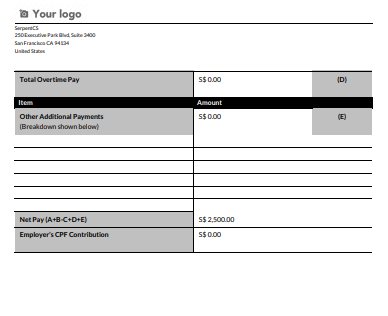 Your logo
SerpentCS
250 Executive Park Blvd, Suite 3400
San Francisco CA 94134
United States
Total Overtime Pay S$ 0.00 (D)
Item Amount
Other Additional Payments S$ 0.00 (E)
(Breakdown shown below)
Net Pay (A+B-C+D+E) S$ 2,500.00
Employer's CPF Contribution S$ 0.00